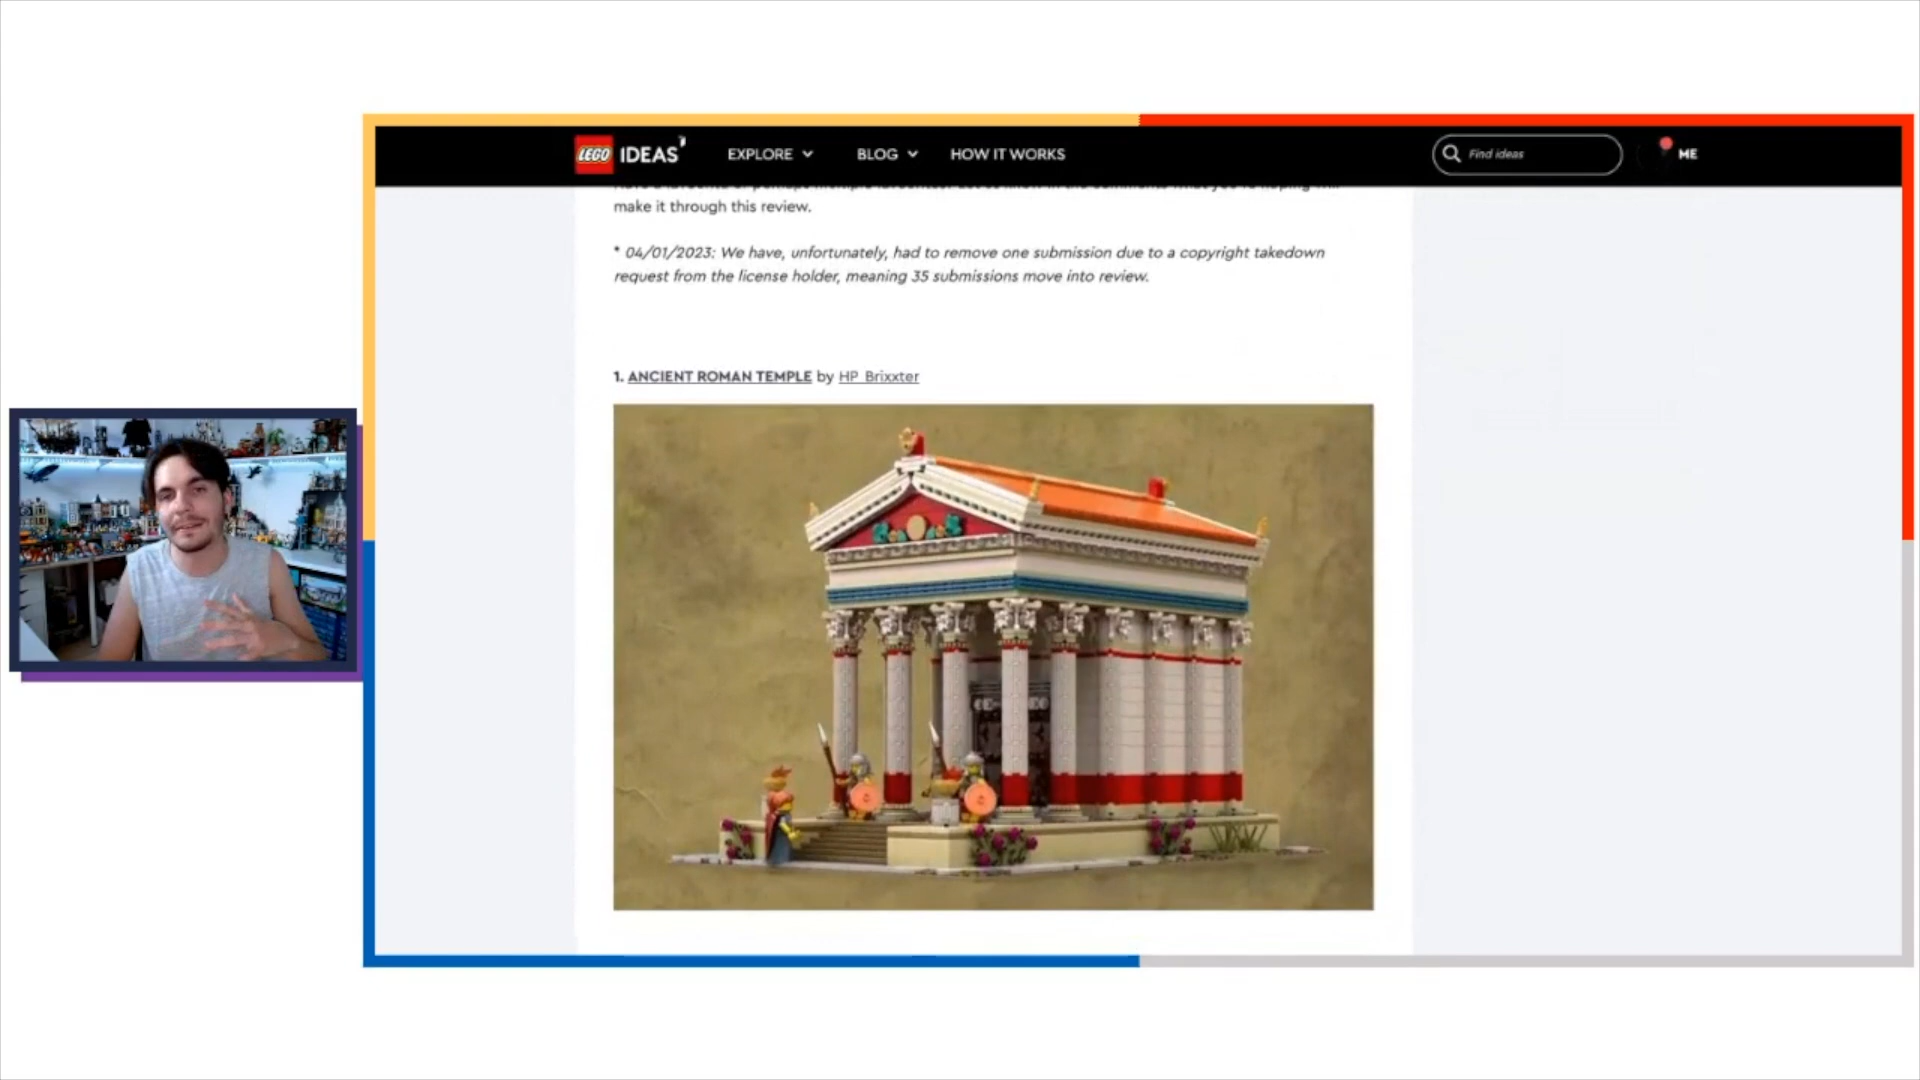 LEGO IDEAS EXPLORE BLOG HOW IT WORKS Find ideas ME
make it through this review.
* 04/01/2023: We have, unfortunately, had to remove one submission due to a copyright takedown
request from the license holder, meaning 35 submissions move into review.
1. ANCIENT ROMAN TEMPLE by HP_Brixxter